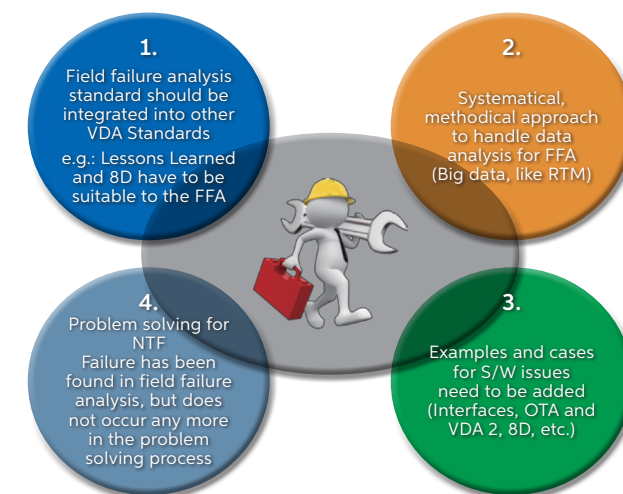 1.
Field failure analysis
standard should be
integrated into other
VDA Standards
e.g.: Lessons Learned
and 8D have to be
suitable to the FFA
2.
Systematical,
methodical approach
to handle data
analysis for FFA
(Big data, like RTM)
4.
Problem solving for
NTF
Failure has been
found in field failure
analysis, but does
not occur any more
in the problem
solving process
3.
Examples and cases
for S/W issues
need to be added
(Interfaces, OTA and
VDA 2, 8D, etc.)